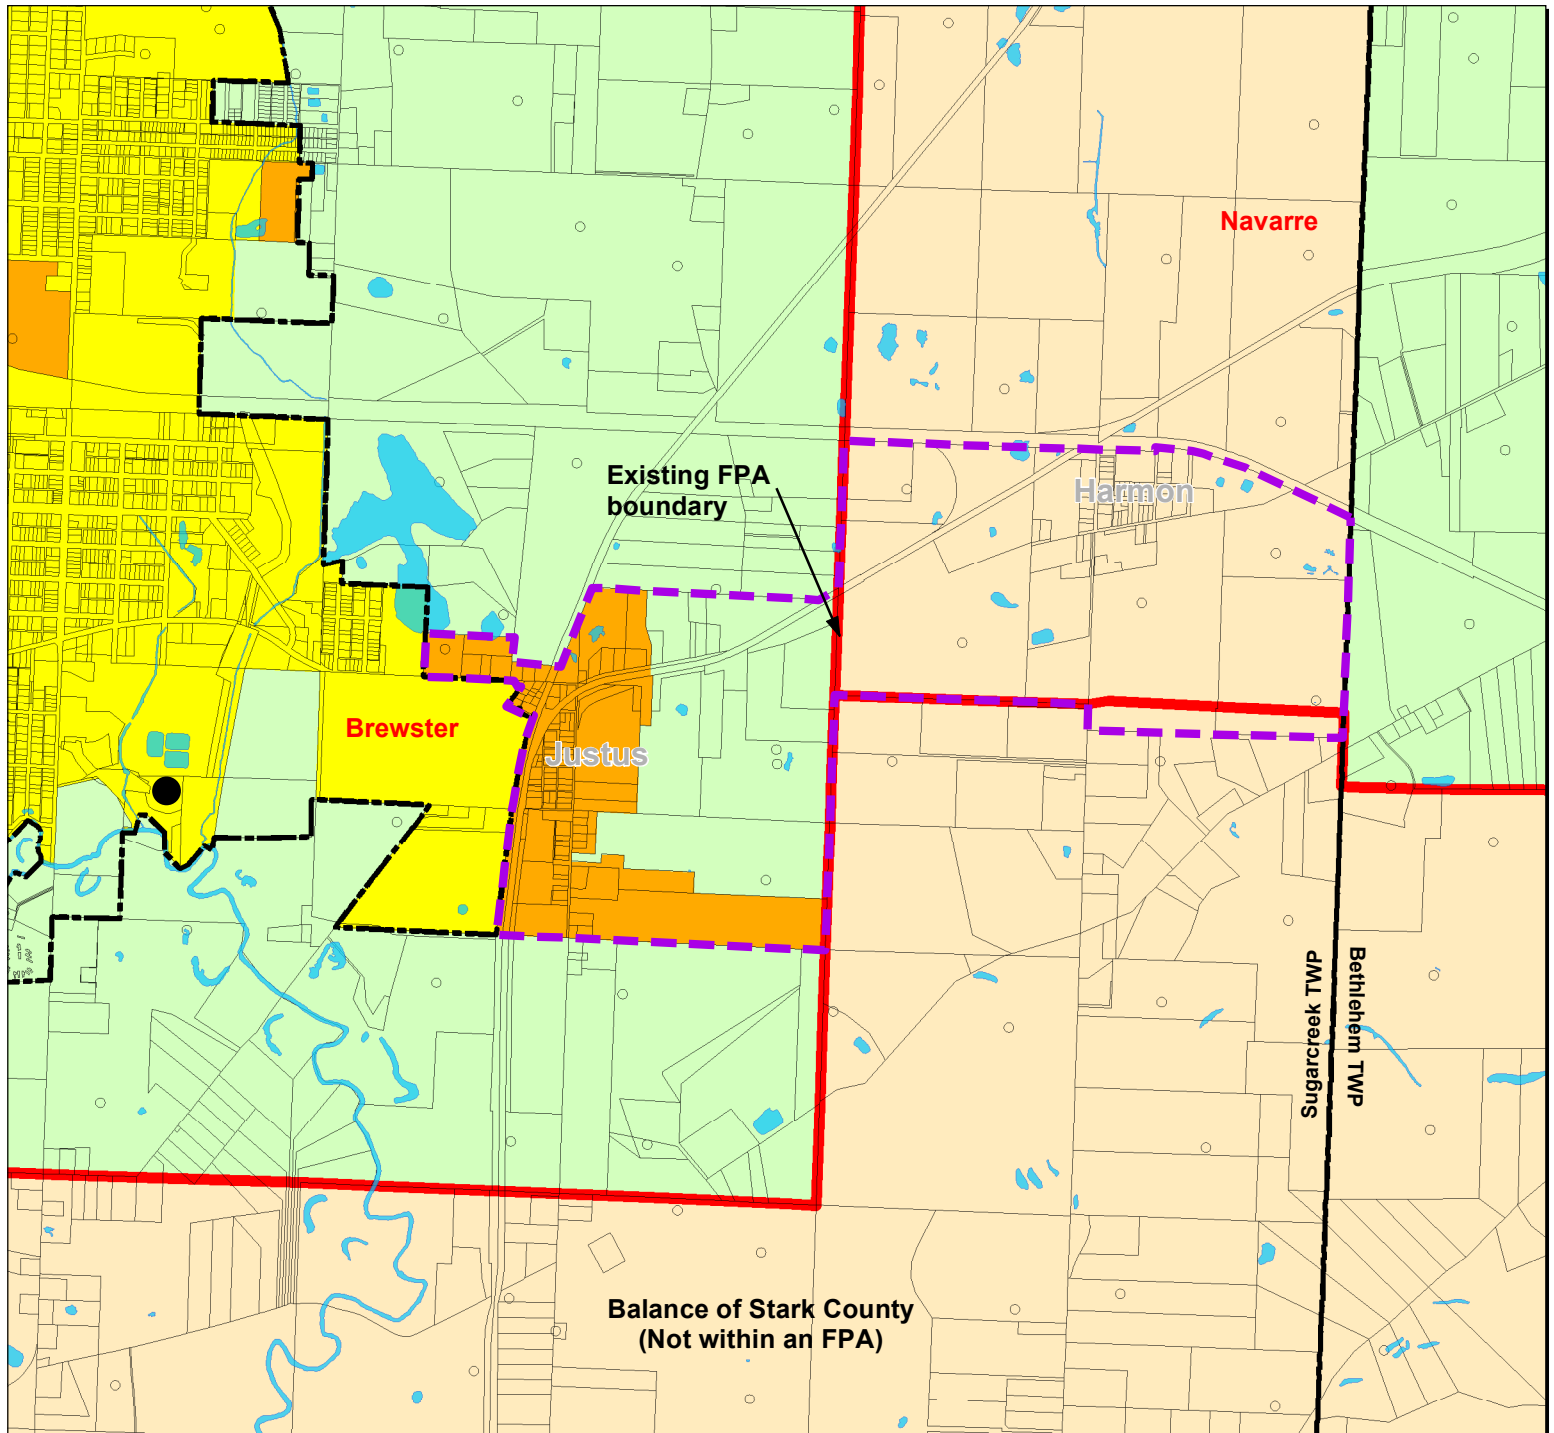 Navarre
Existing FPA
boundary
Harmon
Brewster
Justus
Sugarcreek TWP
Bethlehem TWP
Balance of Stark County
(Not within an FPA)